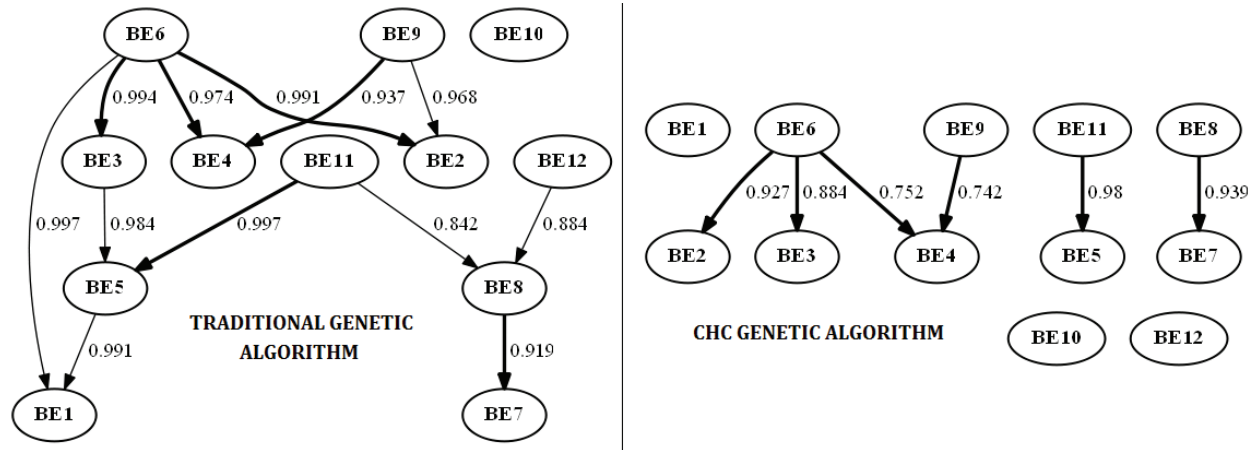 BE6 BE9 BE10
0.994 0.974 0.991 0.937 0.968
BE3 BE4 BE11 BE2 BE12
0.997 0.984 0.997 0.842 0.884
BE5 BE8
TRADITIONAL GENETIC
ALGORITHM
0.991 0.919
BE1 BE7
BE1 BE6 BE9 BE11 BE8
0.927 0.884 0.752 0.742 0.98 0.939
BE2 BE3 BE4 BE5 BE7
CHC GENETIC ALGORITHM
BE10 BE12